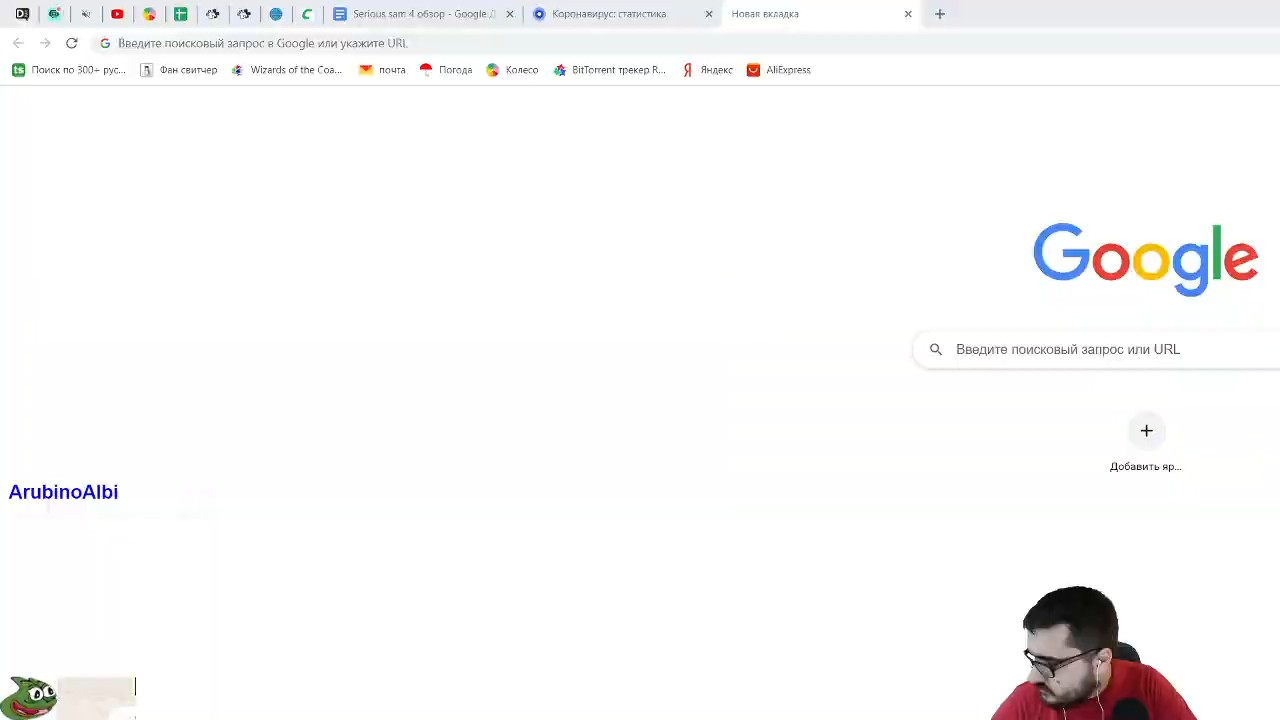 Serious sam 4 обзор - Google Д
Коронавирус: статистика
Новая вкладка
Введите поисковый запрос в Google или укажите URL
ts Поиск по 300+ рус...
Фан свитчер
Wizards of the Coa...
почта
Погода
Колесо
BitTorrent трекер R...
Я Яндекс
AliExpress
Google
Введите поисковый запрос или URL
Добавить яр...
ArubinoAlbi